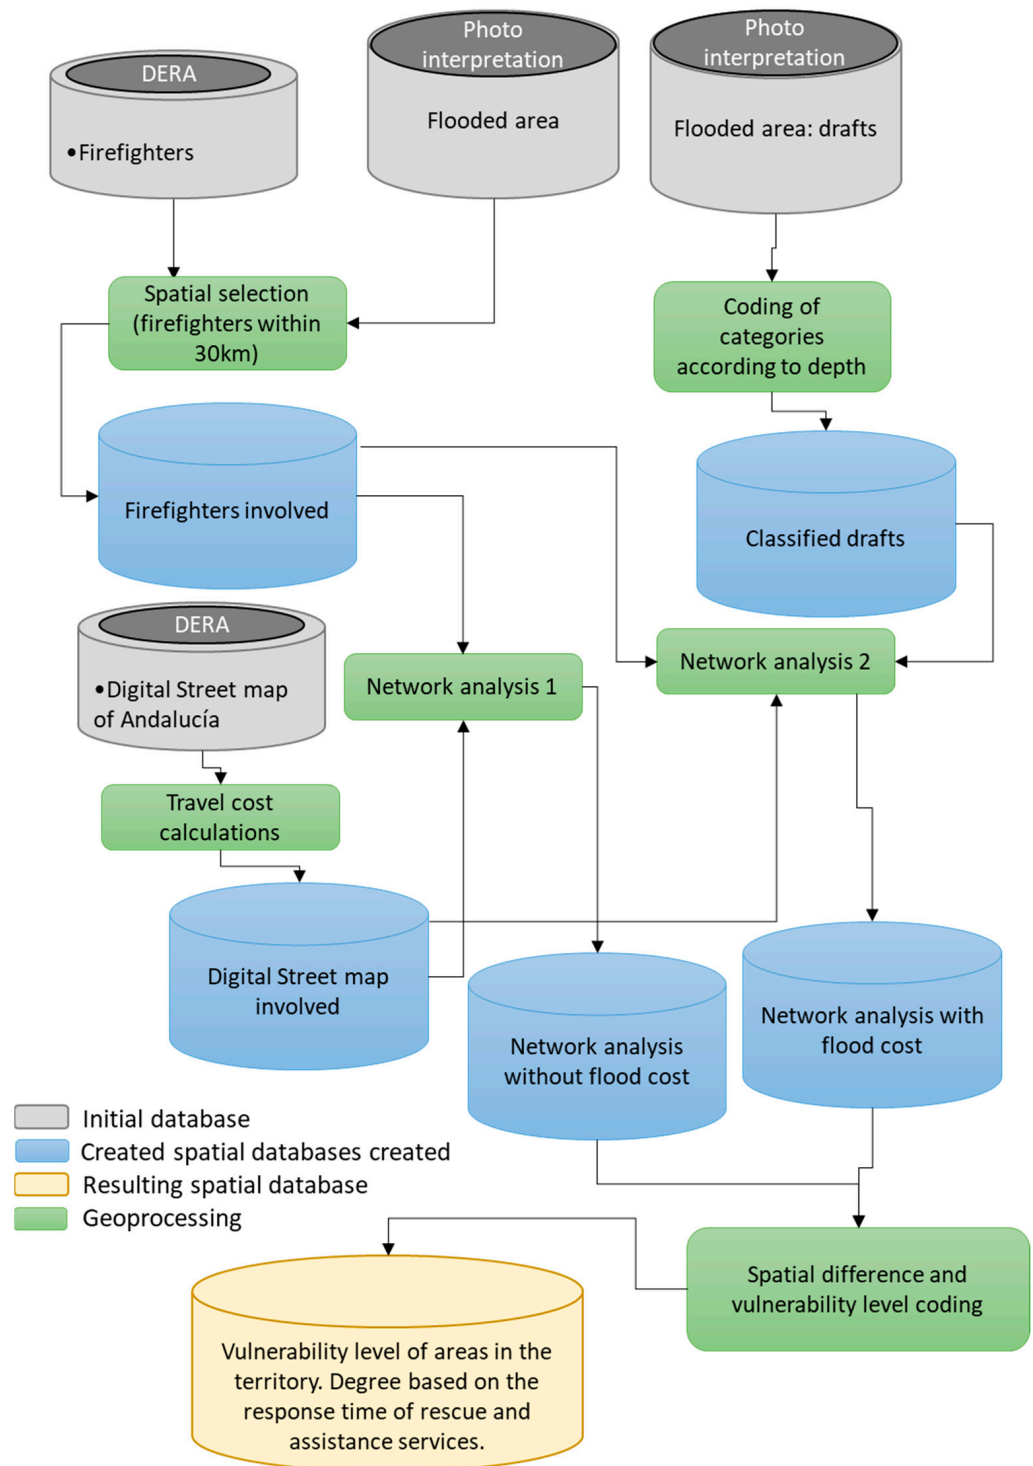 DERA
•Firefighters
Photo
interpretation
Flooded area
Photo
interpretation
Flooded area: drafts
Spatial selection
(firefighters within
30km)
Coding of
categories
according to depth
Firefighters involved
Classified drafts
DERA
•Digital Street map
of Andalucía
Network analysis 1
Network analysis 2
Travel cost
calculations
Digital Street map
involved
Network analysis
without flood cost
Network analysis with
flood cost
Initial database
Created spatial databases created
Resulting spatial database
Geoprocessing
Spatial difference and
vulnerability level coding
Vulnerability level of areas in the
territory. Degree based on the
response time of rescue and
assistance services.